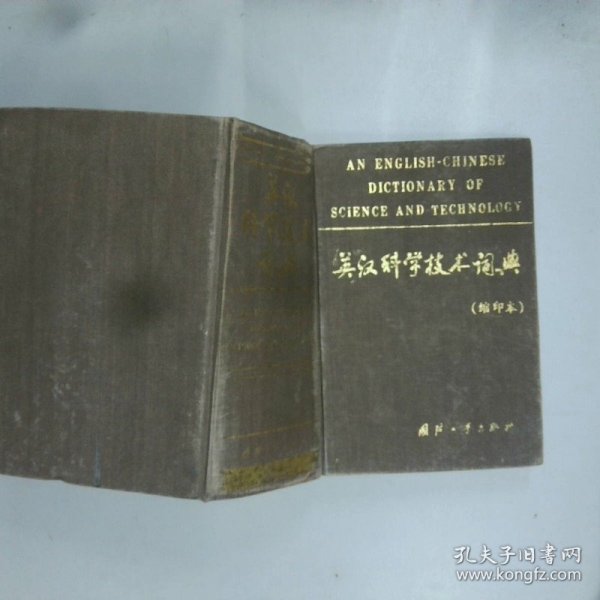 AN ENGLISH-CHINESE
DICTIONARY OF
SCIENCE AND TECHNOLOGY
英汉科学技术词典
(缩印本)
国防工业出版社
孔夫子旧书网
www.kongfz.com